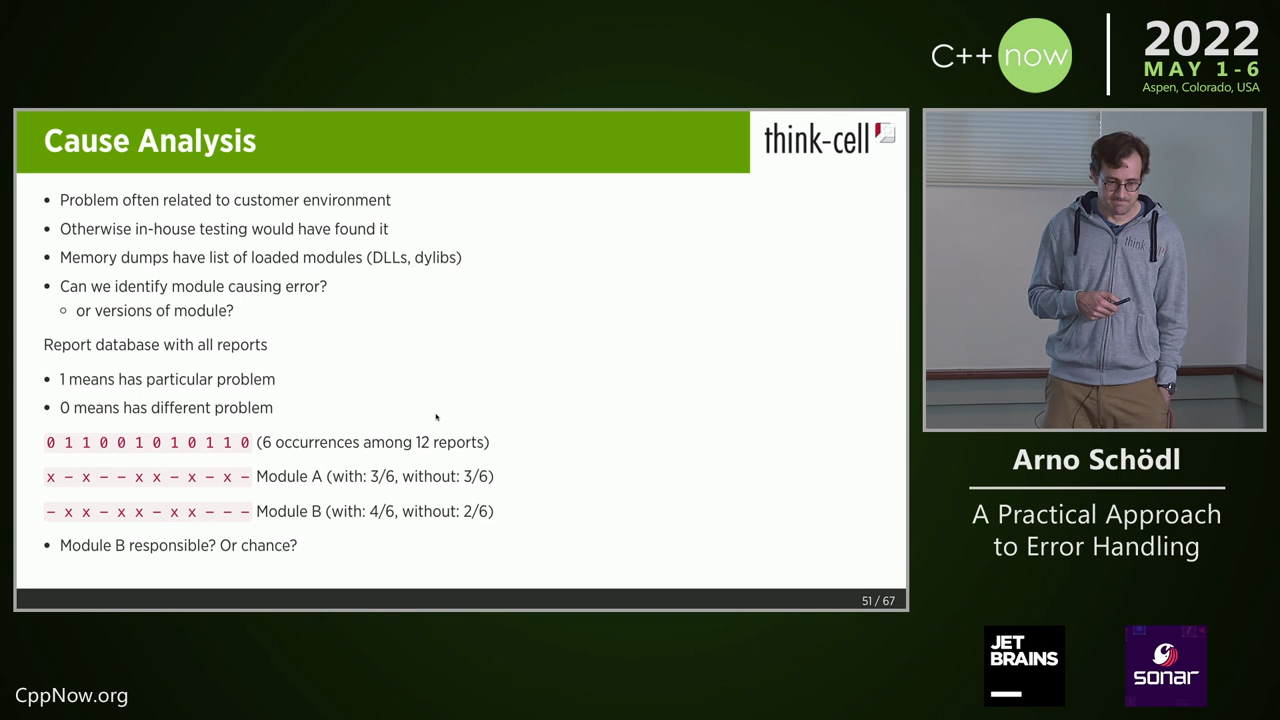 C++ now
2022
MAY 1-6
Aspen, Colorado, USA
Cause Analysis
think-cell
• Problem often related to customer environment
• Otherwise in-house testing would have found it
• Memory dumps have list of loaded modules (DLLs, dylibs)
• Can we identify module causing error?
◦ or versions of module?
Report database with all reports
• 1 means has particular problem
• 0 means has different problem
0 1 1 0 0 1 0 1 0 1 1 0 (6 occurrences among 12 reports)
x – x – – x x – x – x – Module A (with: 3/6, without: 3/6)
– x x – x x – x x – – – Module B (with: 4/6, without: 2/6)
• Module B responsible? Or chance?
51 / 67
think-cell
Arno Schödl
A Practical Approach
to Error Handling
JET
BRAINS
sonar
CppNow.org